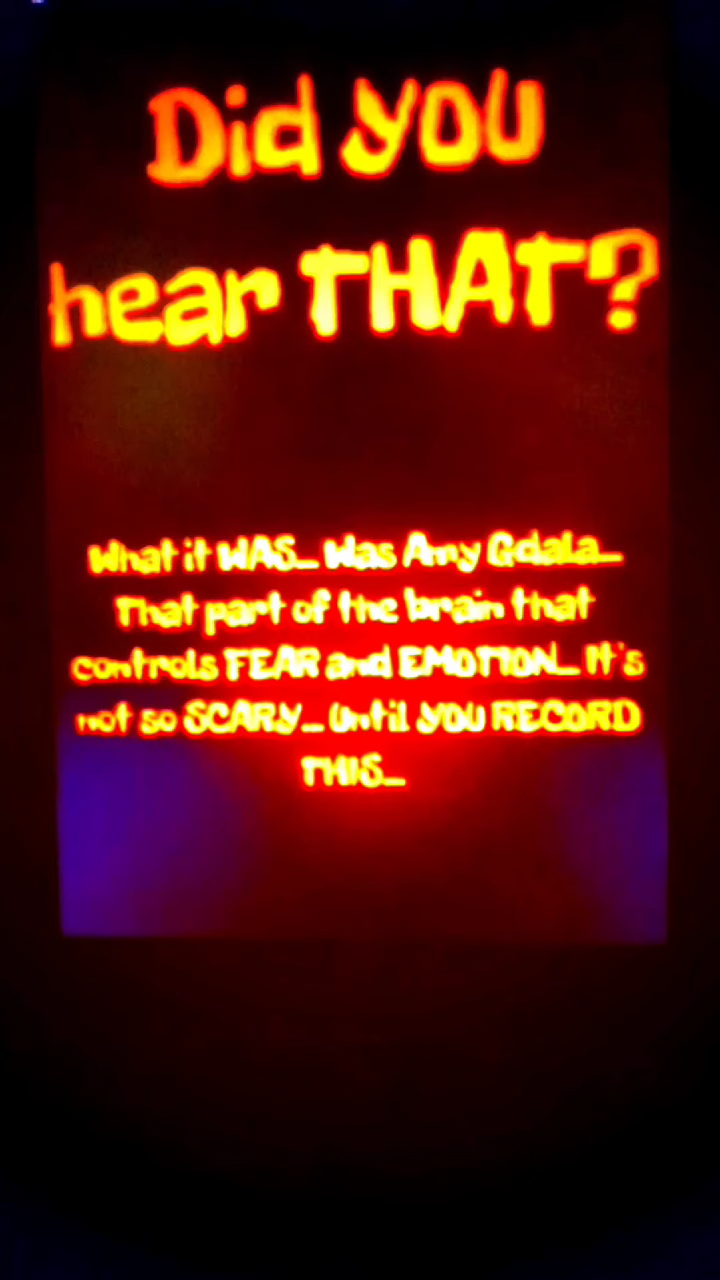 Did YOU
hear THAT?
What it WAS... Was Amy Gdala...
That part of the brain that
controls FEAR and EMOTION... It's
not so SCARY... Until YOU RECORD
THIS...